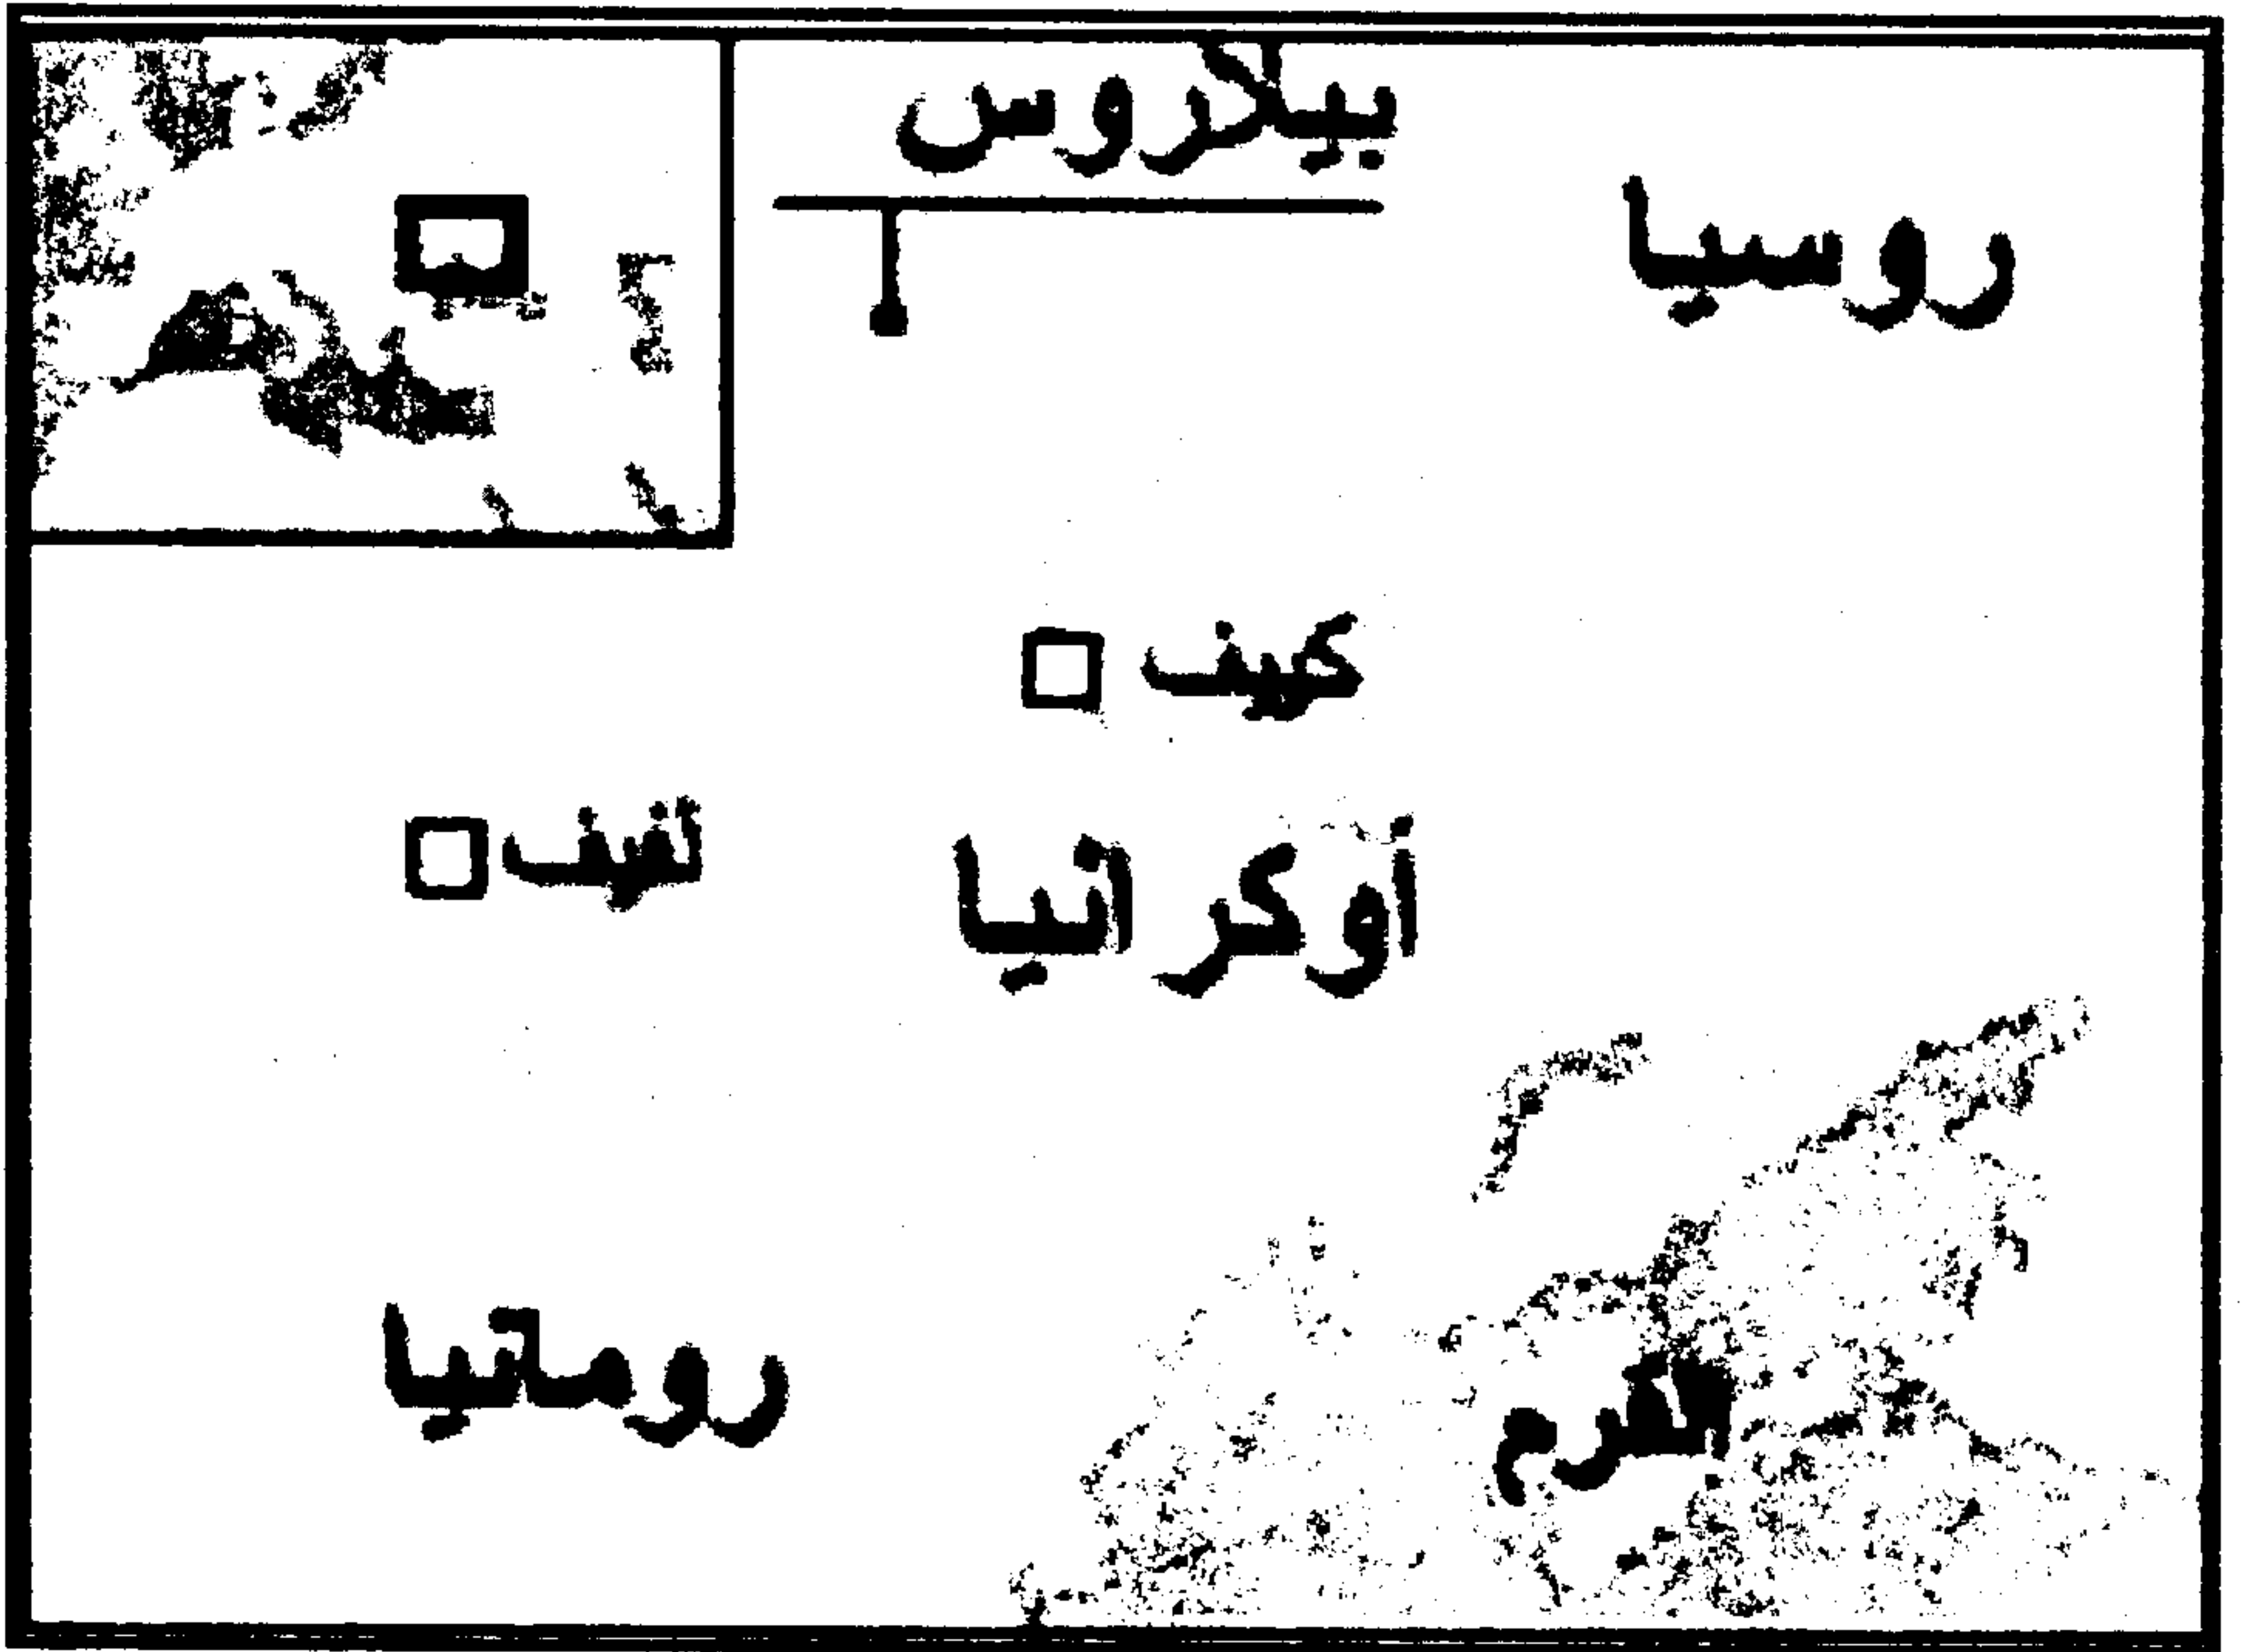 بيلاروس
روسيا
كييف
لفيف
أوكرانيا
رومانيا
القرم